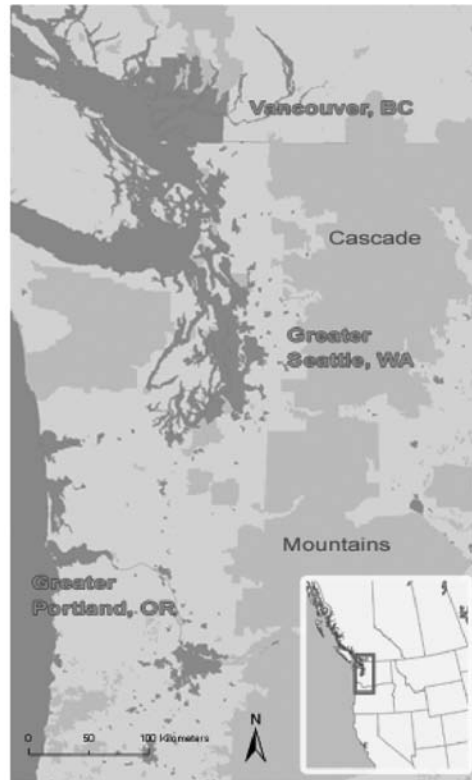 Vancouver, BC
Cascade
Greater
Seattle, WA
Mountains
Greater
Portland, OR
0 50 100 Kilometers
N